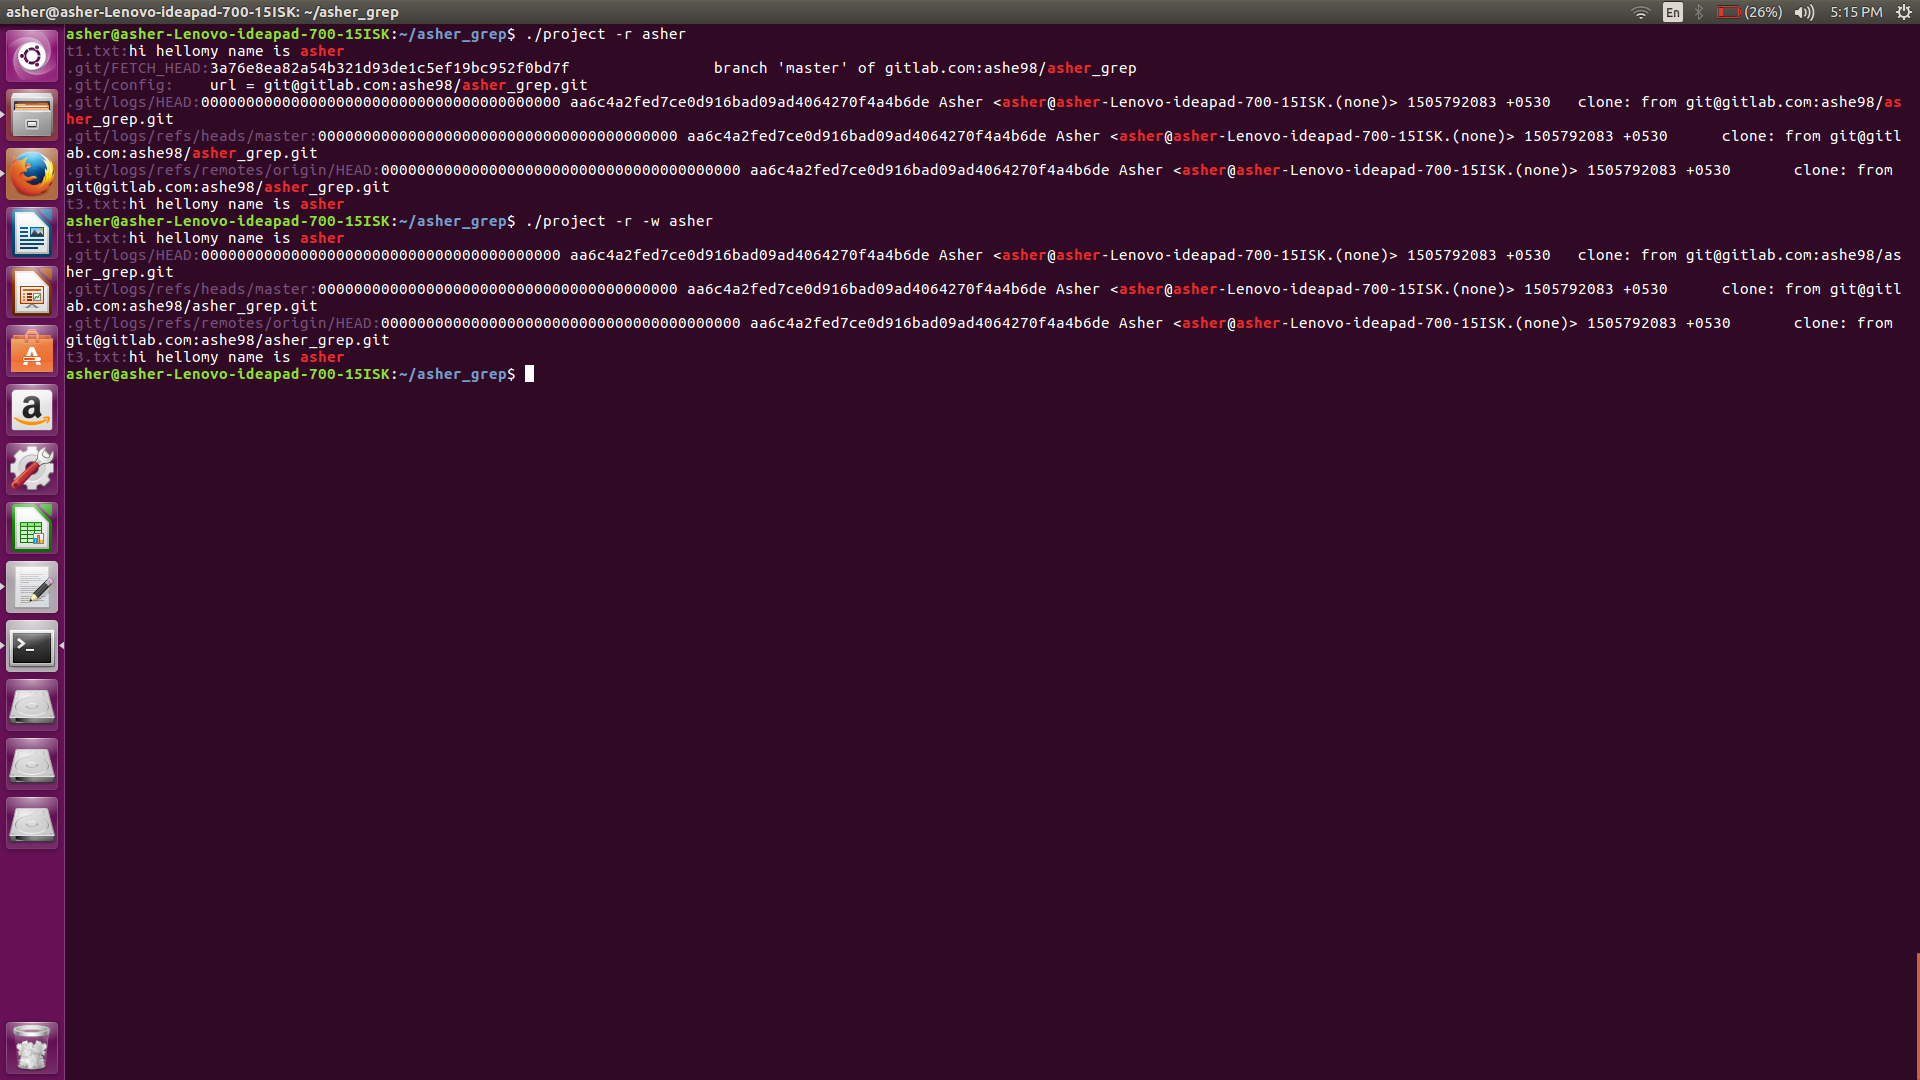 asher@asher-Lenovo-ideapad-700-15ISK: ~/asher_grep
En (26%) 5:15 PM
asher@asher-Lenovo-ideapad-700-15ISK:~/asher_grep$ ./project -r asher
t1.txt:hi hellomy name is asher
.git/FETCH_HEAD:3a76e8ea82a54b321d93de1c5ef19bc952f0bd7f branch 'master' of gitlab.com:ashe98/asher_grep
.git/config: url = git@gitlab.com:ashe98/asher_grep.git
.git/logs/HEAD:0000000000000000000000000000000000000000 aa6c4a2fed7ce0d916bad09ad4064270f4a4b6de Asher <asher@asher-Lenovo-ideapad-700-15ISK.(none)> 1505792083 +0530 clone: from git@gitlab.com:ashe98/as
her_grep.git
.git/logs/refs/heads/master:0000000000000000000000000000000000000000 aa6c4a2fed7ce0d916bad09ad4064270f4a4b6de Asher <asher@asher-Lenovo-ideapad-700-15ISK.(none)> 1505792083 +0530 clone: from git@gitl
ab.com:ashe98/asher_grep.git
.git/logs/refs/remotes/origin/HEAD:0000000000000000000000000000000000000000 aa6c4a2fed7ce0d916bad09ad4064270f4a4b6de Asher <asher@asher-Lenovo-ideapad-700-15ISK.(none)> 1505792083 +0530 clone: from
git@gitlab.com:ashe98/asher_grep.git
t3.txt:hi hellomy name is asher
asher@asher-Lenovo-ideapad-700-15ISK:~/asher_grep$ ./project -r -w asher
t1.txt:hi hellomy name is asher
.git/logs/HEAD:0000000000000000000000000000000000000000 aa6c4a2fed7ce0d916bad09ad4064270f4a4b6de Asher <asher@asher-Lenovo-ideapad-700-15ISK.(none)> 1505792083 +0530 clone: from git@gitlab.com:ashe98/as
her_grep.git
.git/logs/refs/heads/master:0000000000000000000000000000000000000000 aa6c4a2fed7ce0d916bad09ad4064270f4a4b6de Asher <asher@asher-Lenovo-ideapad-700-15ISK.(none)> 1505792083 +0530 clone: from git@gitl
ab.com:ashe98/asher_grep.git
.git/logs/refs/remotes/origin/HEAD:0000000000000000000000000000000000000000 aa6c4a2fed7ce0d916bad09ad4064270f4a4b6de Asher <asher@asher-Lenovo-ideapad-700-15ISK.(none)> 1505792083 +0530 clone: from
git@gitlab.com:ashe98/asher_grep.git
t3.txt:hi hellomy name is asher
asher@asher-Lenovo-ideapad-700-15ISK:~/asher_grep$